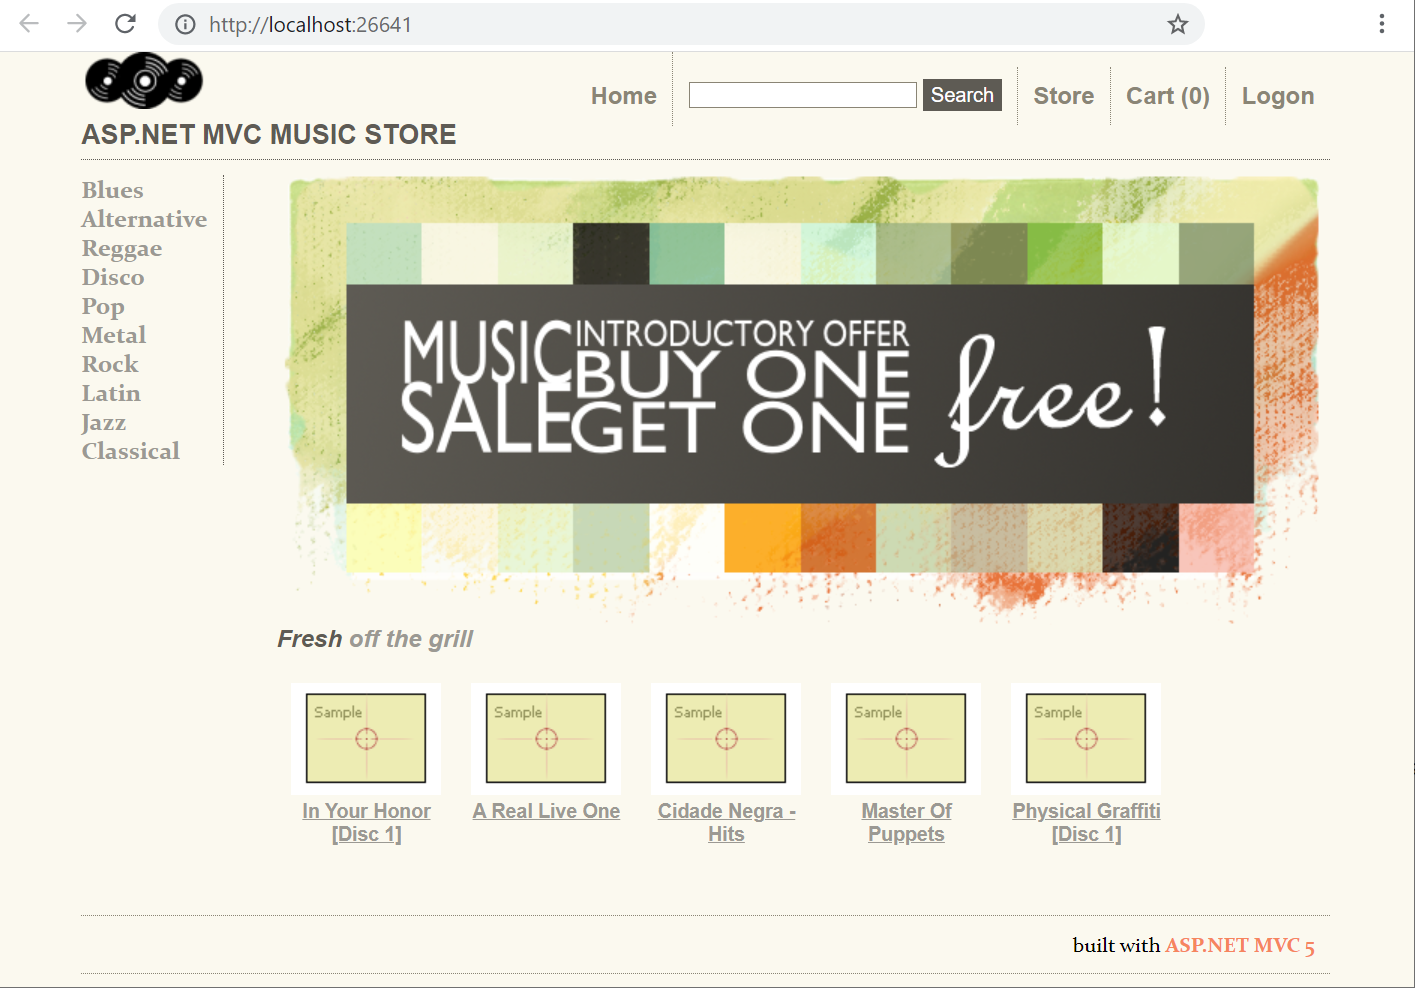 http://localhost:26641
Home
Search
Store
Cart (0)
Logon
ASP.NET MVC MUSIC STORE
Blues
Alternative
Reggae
Disco
Pop
Metal
Rock
Latin
Jazz
Classical
MUSIC SALE
INTRODUCTORY OFFER
BUY ONE
GET ONE
free!
Fresh off the grill
Sample
Sample
Sample
Sample
Sample
In Your Honor
[Disc 1]
A Real Live One
Cidade Negra -
Hits
Master Of
Puppets
Physical Graffiti
[Disc 1]
built with ASP.NET MVC 5